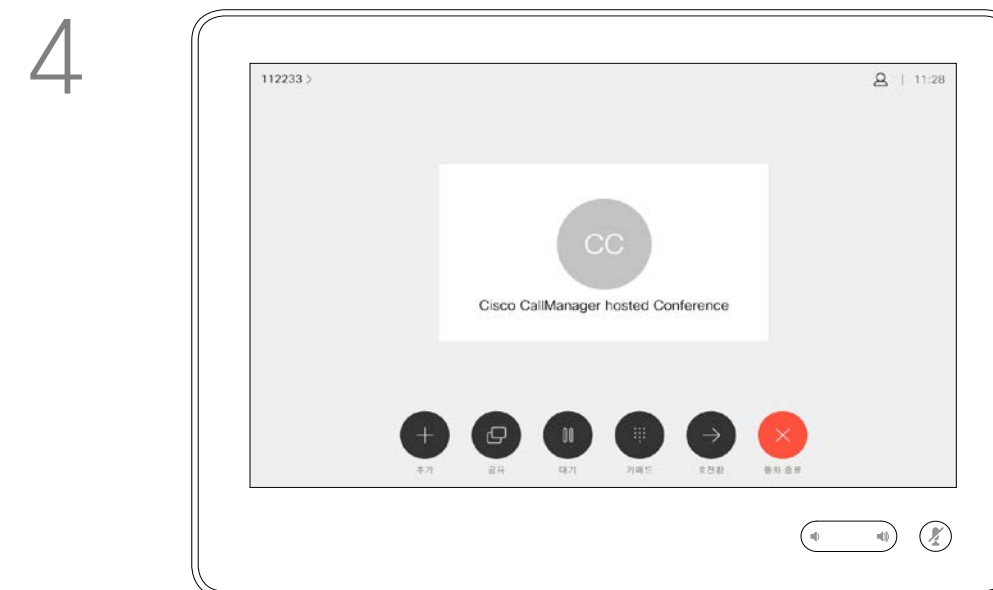 4
112233 >
11:28
CC
Cisco CallManager hosted Conference
추가 공유 대기 키패드 호전환 통화 종료